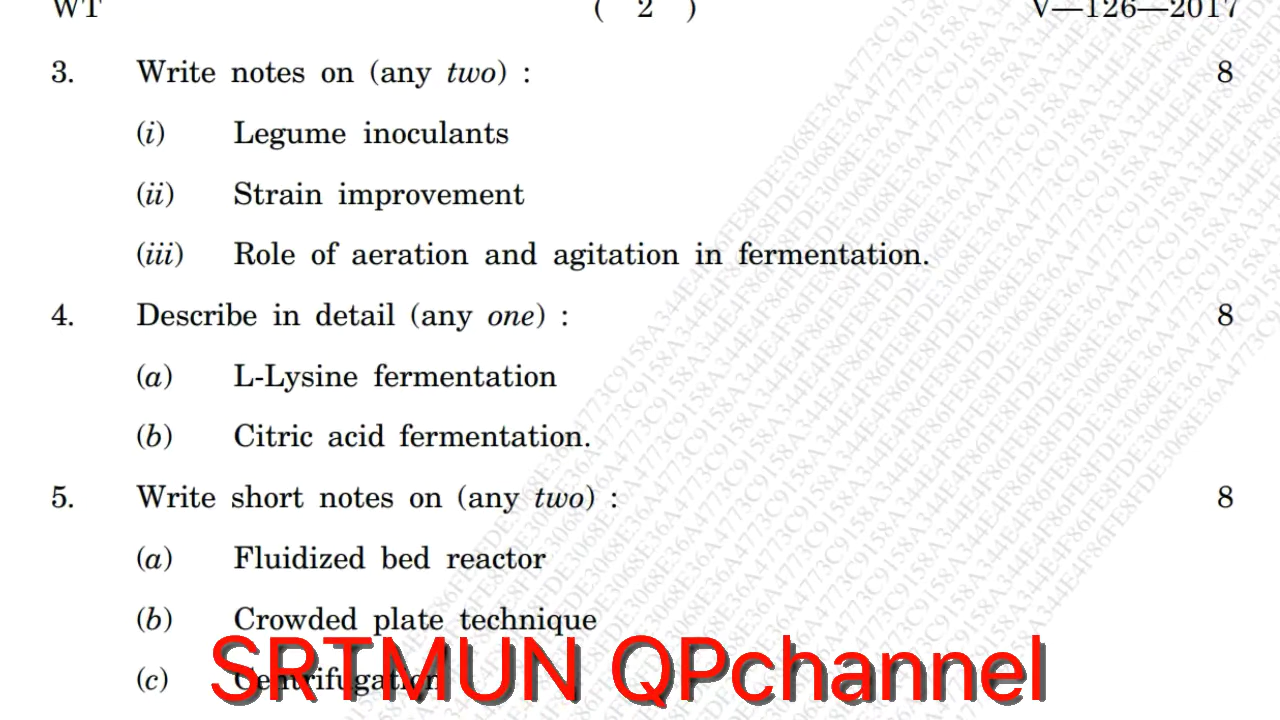 WT ( 2 ) V—126—2017
3. Write notes on (any two) : 8
(i) Legume inoculants
(ii) Strain improvement
(iii) Role of aeration and agitation in fermentation.
4. Describe in detail (any one) : 8
(a) L-Lysine fermentation
(b) Citric acid fermentation.
5. Write short notes on (any two) : 8
(a) Fluidized bed reactor
(b) Crowded plate technique
(c) Centrifugation
SRTMUN QPchannel